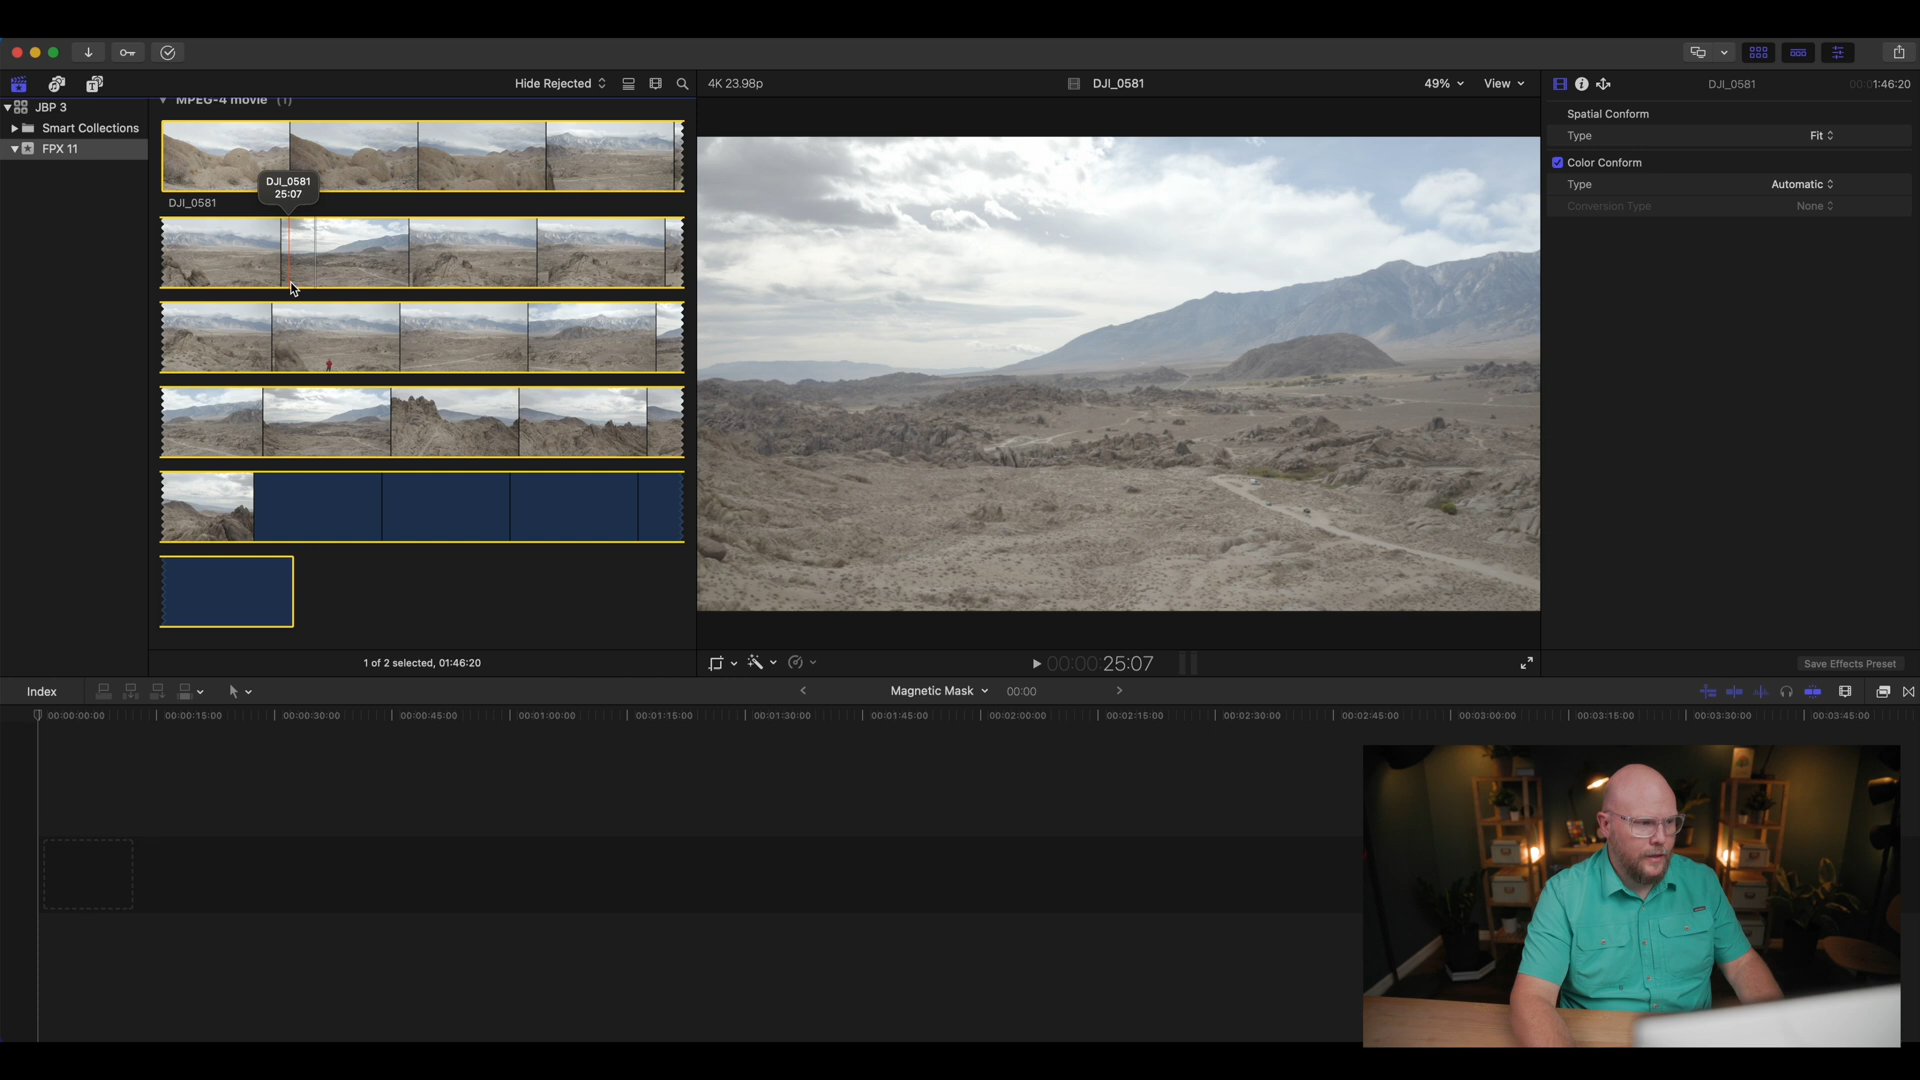 Hide Rejected
4K 23.98p
DJI_0581
49%
View
DJI_0581
00:01:46:20
JBP 3
Smart Collections
FPX 11
MPEG-4 movie (1)
DJI_0581
25:07
DJI_0581
Spatial Conform
Type
Fit
Color Conform
Type
Automatic
Conversion Type
None
1 of 2 selected, 01:46:20
00:00:25:07
Save Effects Preset
Index
Magnetic Mask
00:00
00:00:00:00
00:00:15:00
00:00:30:00
00:00:45:00
00:01:00:00
00:01:15:00
00:01:30:00
00:01:45:00
00:02:00:00
00:02:15:00
00:02:30:00
00:02:45:00
00:03:00:00
00:03:15:00
00:03:30:00
00:03:45:00